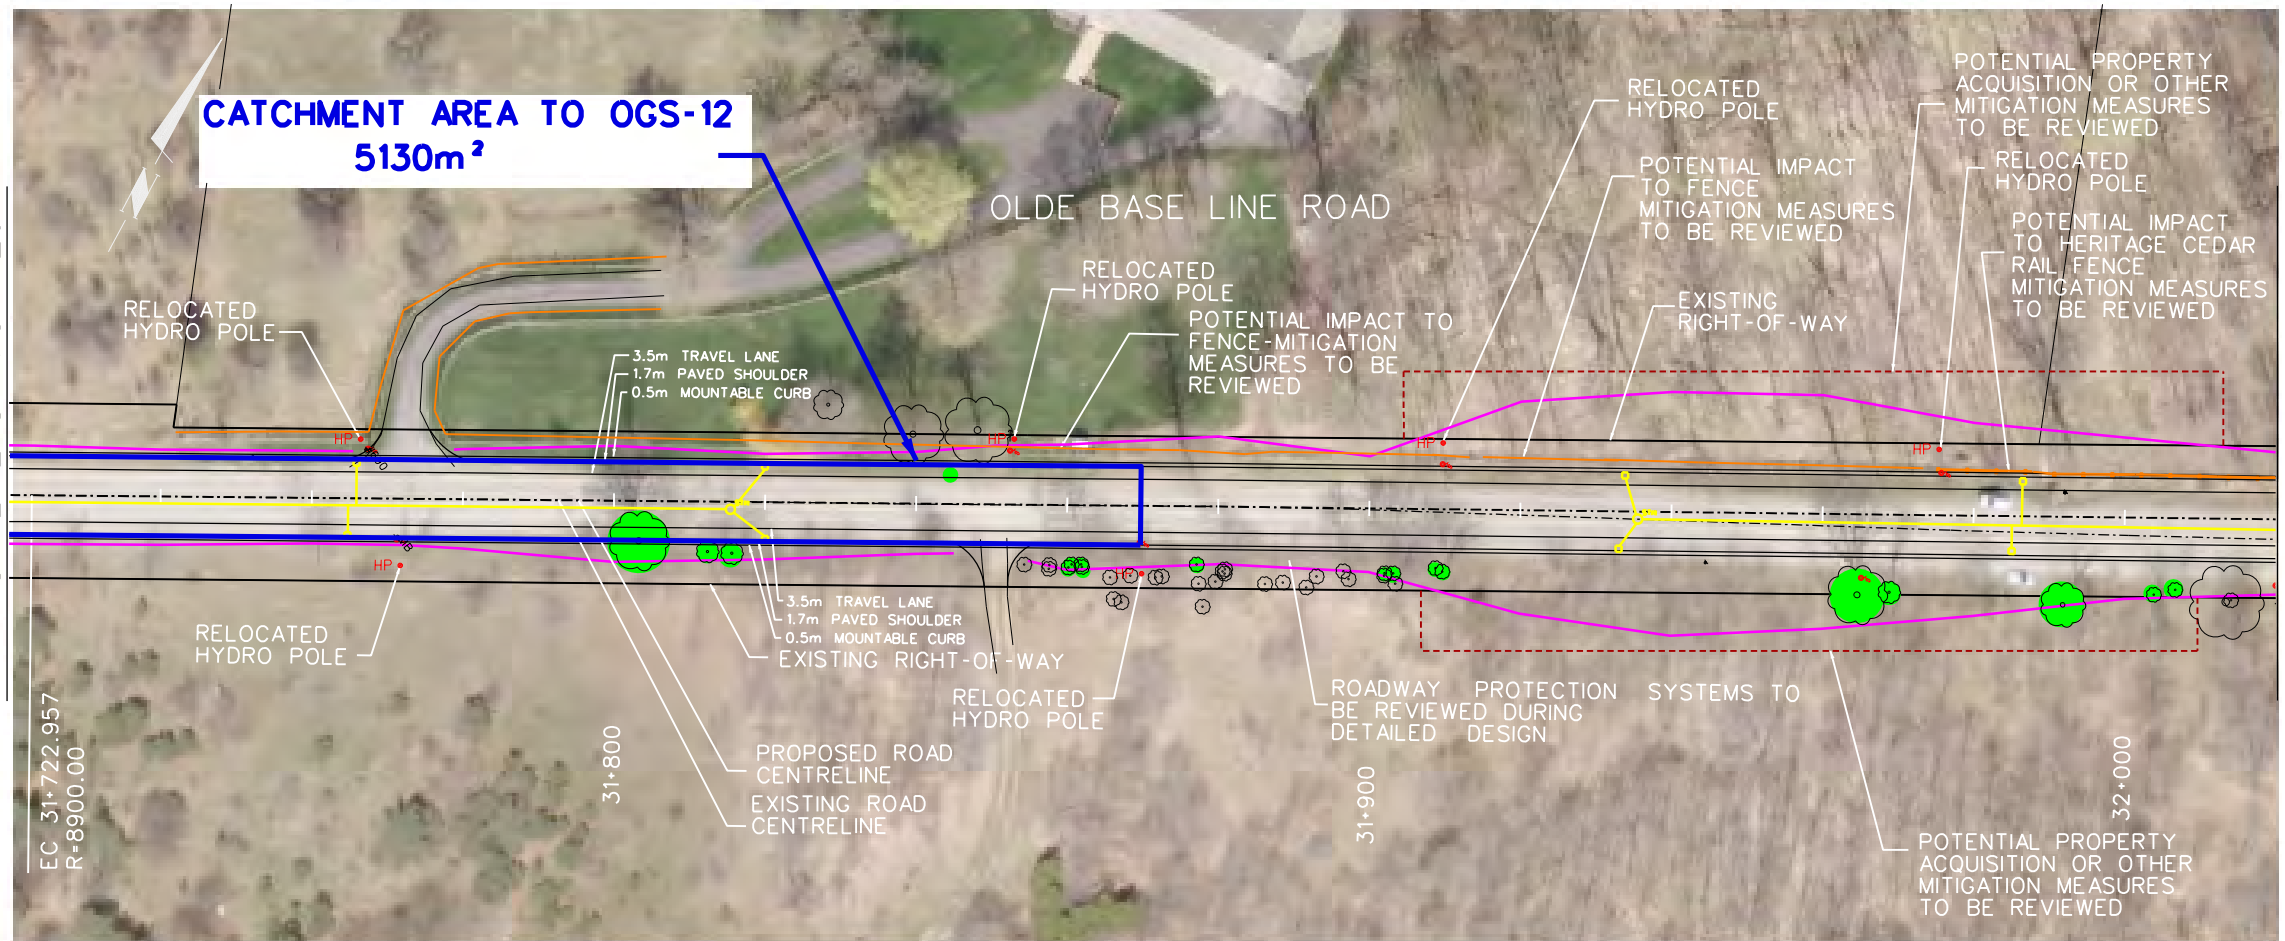 CATCHMENT AREA TO OGS-12
5130m²
OLDE BASE LINE ROAD
RELOCATED
HYDRO POLE
POTENTIAL PROPERTY
ACQUISITION OR OTHER
MITIGATION MEASURES
TO BE REVIEWED
POTENTIAL IMPACT
TO FENCE
MITIGATION MEASURES
TO BE REVIEWED
RELOCATED
HYDRO POLE
POTENTIAL IMPACT
TO HERITAGE CEDAR
RAIL FENCE
MITIGATION MEASURES
TO BE REVIEWED
RELOCATED
HYDRO POLE
RELOCATED
HYDRO POLE
POTENTIAL IMPACT TO
FENCE-MITIGATION
MEASURES TO BE
REVIEWED
EXISTING
RIGHT-OF-WAY
3.5m TRAVEL LANE
1.7m PAVED SHOULDER
0.5m MOUNTABLE CURB
HP
HP
HP
HP
HP
HP
3.5m TRAVEL LANE
1.7m PAVED SHOULDER
0.5m MOUNTABLE CURB
EXISTING RIGHT-OF-WAY
RELOCATED
HYDRO POLE
RELOCATED
HYDRO POLE
ROADWAY PROTECTION SYSTEMS TO
BE REVIEWED DURING
DETAILED DESIGN
PROPOSED ROAD
CENTRELINE
EXISTING ROAD
CENTRELINE
EC 31+722.957
R=8900.00
31+800
31+900
32+000
POTENTIAL PROPERTY
ACQUISITION OR OTHER
MITIGATION MEASURES
TO BE REVIEWED